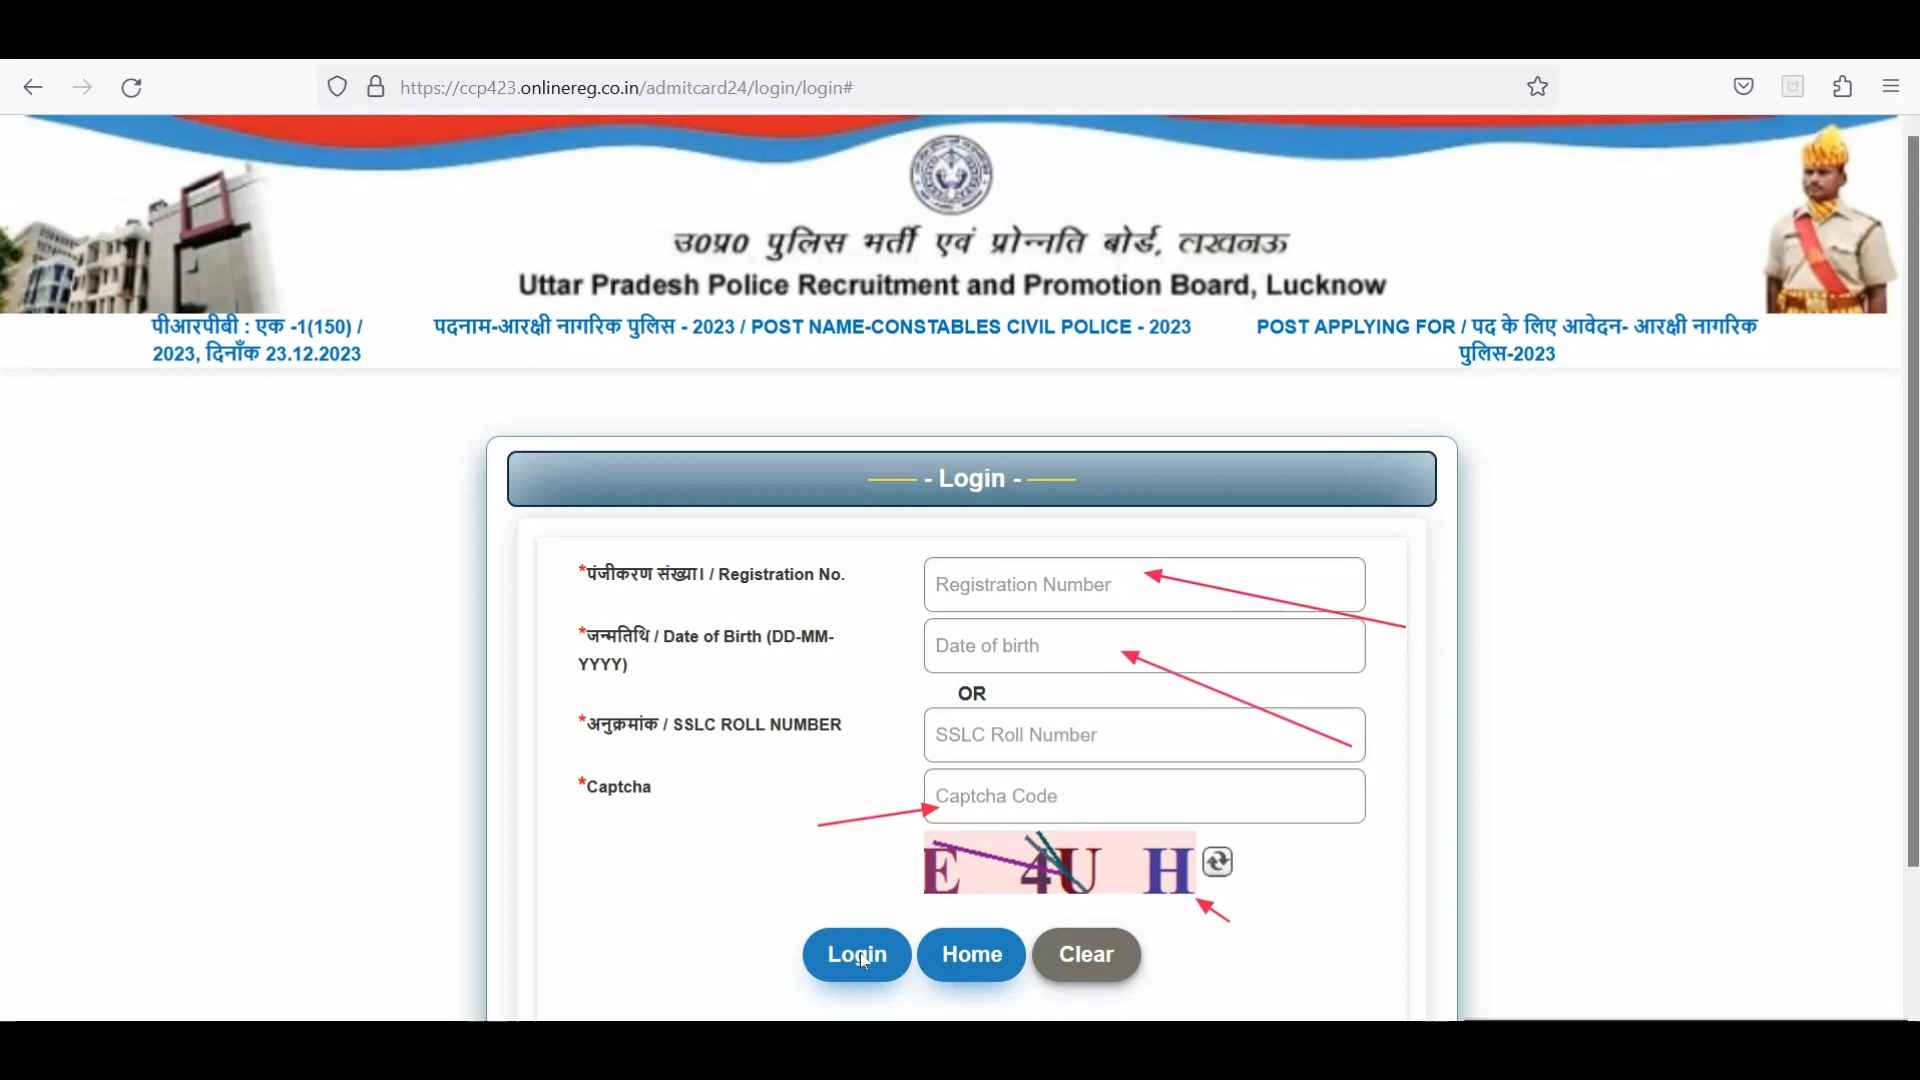 https://ccp423.onlinereg.co.in/admitcard24/login/login#
उ0प्र0 पुलिस भर्ती एवं प्रोन्नति बोर्ड, लखनऊ
Uttar Pradesh Police Recruitment and Promotion Board, Lucknow
पीआरपीबी : एक -1(150) /
2023, दिनाँक 23.12.2023
पदनाम-आरक्षी नागरिक पुलिस - 2023 / POST NAME-CONSTABLES CIVIL POLICE - 2023
POST APPLYING FOR / पद के लिए आवेदन- आरक्षी नागरिक
पुलिस-2023
- Login -
*पंजीकरण संख्या। / Registration No.
Registration Number
*जन्मतिथि / Date of Birth (DD-MM-
YYYY)
Date of birth
OR
*अनुक्रमांक / SSLC ROLL NUMBER
SSLC Roll Number
*Captcha
Captcha Code
E 4U H
Login
Home
Clear